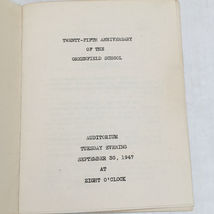 TWENTY-FIFTH ANNIVERSARY
OF THE
GREENFIELD SCHOOL
AUDITORIUM
TUESDAY EVENING
SEPTEMBER 30, 1947
AT
EIGHT O'CLOCK